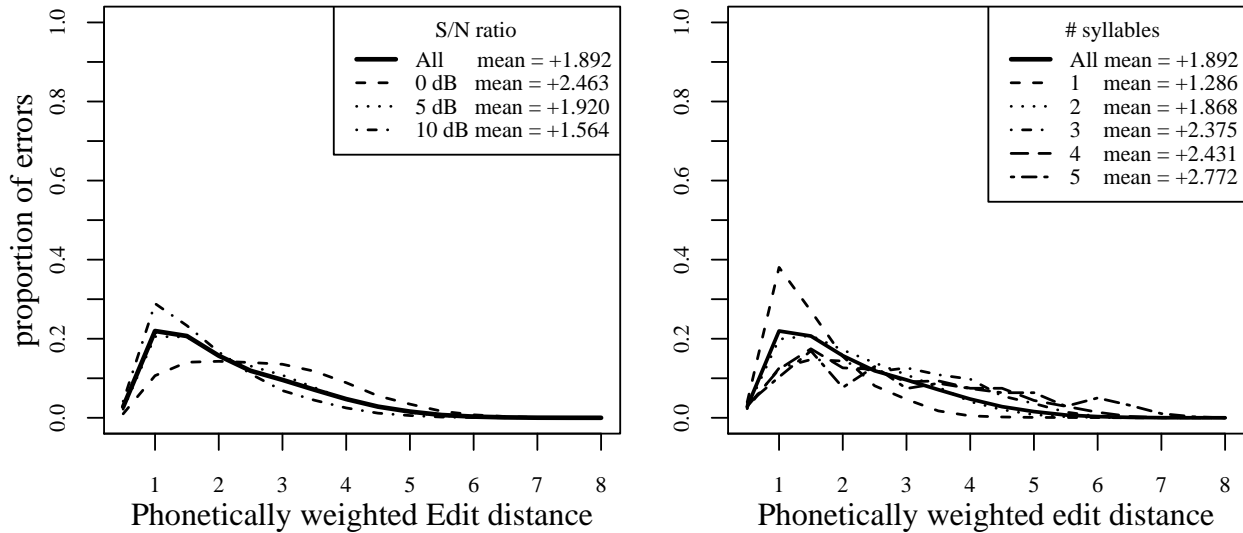 S/N ratio
All mean = +1.892
0 dB mean = +2.463
5 dB mean = +1.920
10 dB mean = +1.564
proportion of errors
1.0
0.8
0.6
0.4
0.2
0.0
1 2 3 4 5 6 7 8
Phonetically weighted Edit distance
# syllables
All mean = +1.892
1 mean = +1.286
2 mean = +1.868
3 mean = +2.375
4 mean = +2.431
5 mean = +2.772
1.0
0.8
0.6
0.4
0.2
0.0
1 2 3 4 5 6 7 8
Phonetically weighted edit distance